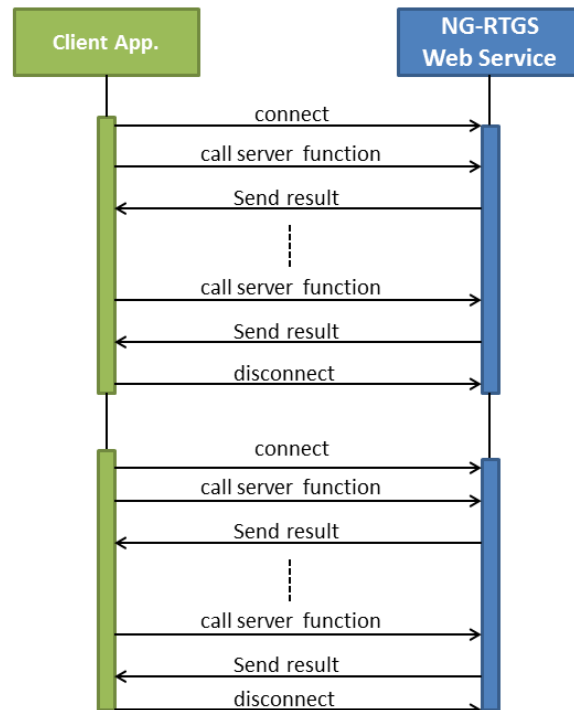 Client App.
NG-RTGS
Web Service
connect
call server function
Send result
call server function
Send result
disconnect
connect
call server function
Send result
call server function
Send result
disconnect